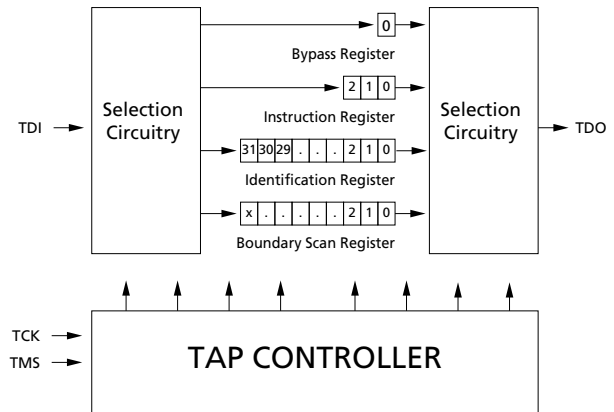 0
Bypass Register
2 1 0
Selection Circuitry
Instruction Register
Selection Circuitry
TDI
TDO
31 30 29 . . . 2 1 0
Identification Register
x . . . . . 2 1 0
Boundary Scan Register
TCK
TMS
TAP CONTROLLER